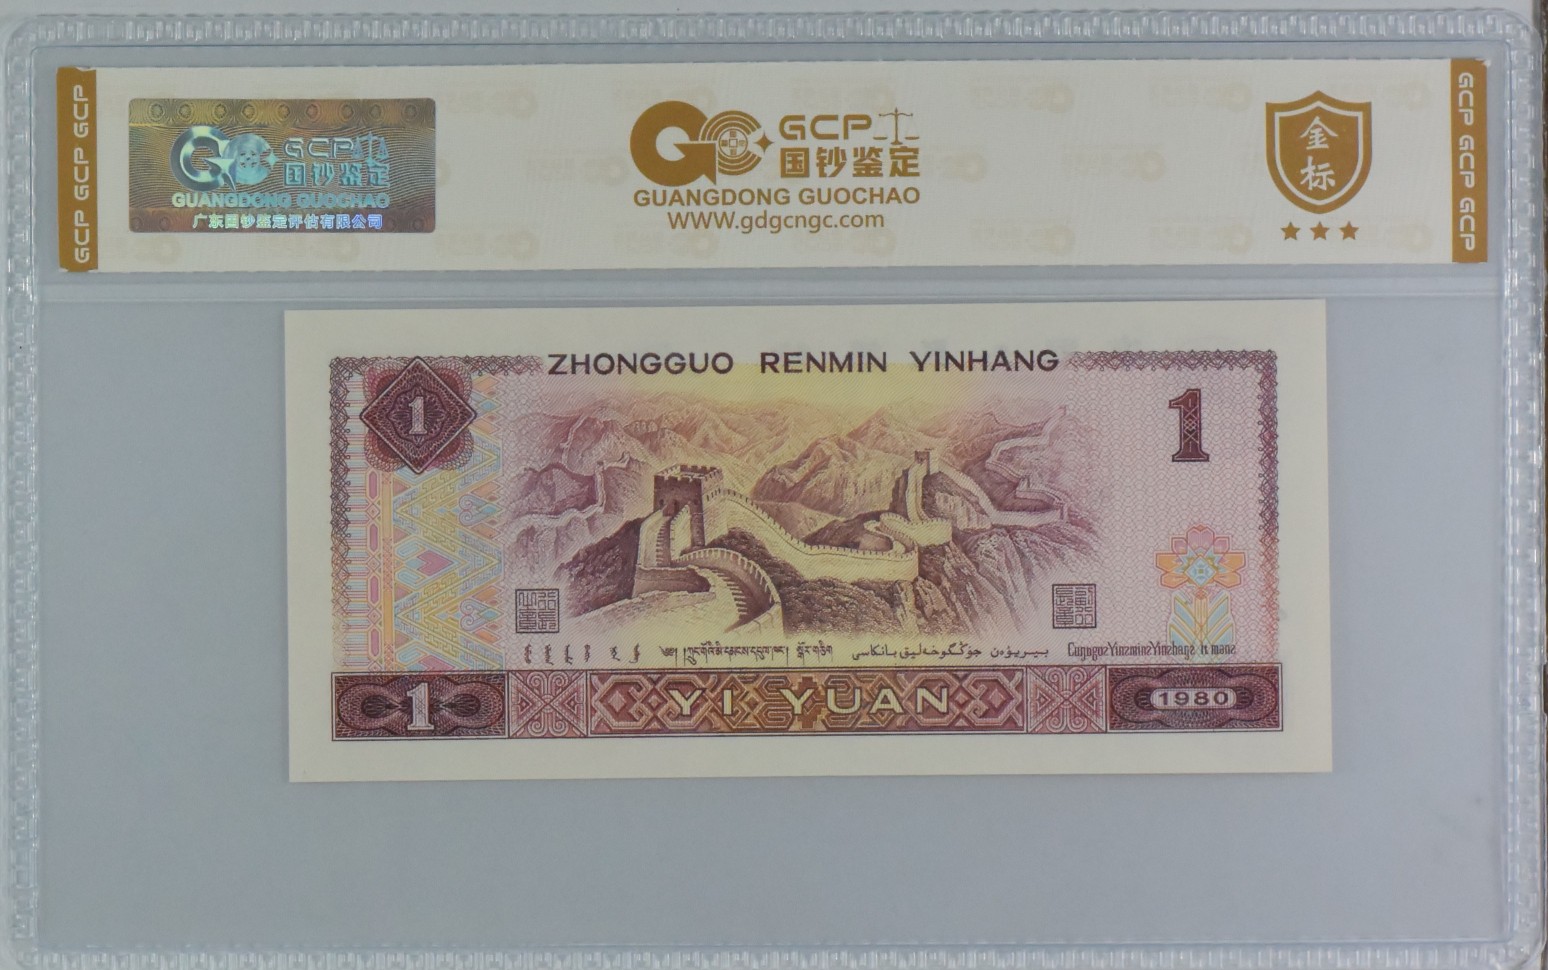 GCP GCP GCP
GCP
国钞鉴定
GUANGDONG GUOCHAO
广东国钞鉴定评估有限公司
GCP
国钞鉴定
GUANGDONG GUOCHAO
WWW.gdgcngc.com
金
标
GCP GCP GCP
ZHONGGUO RENMIN YINHANG
1
1
1
YI YUAN
1980